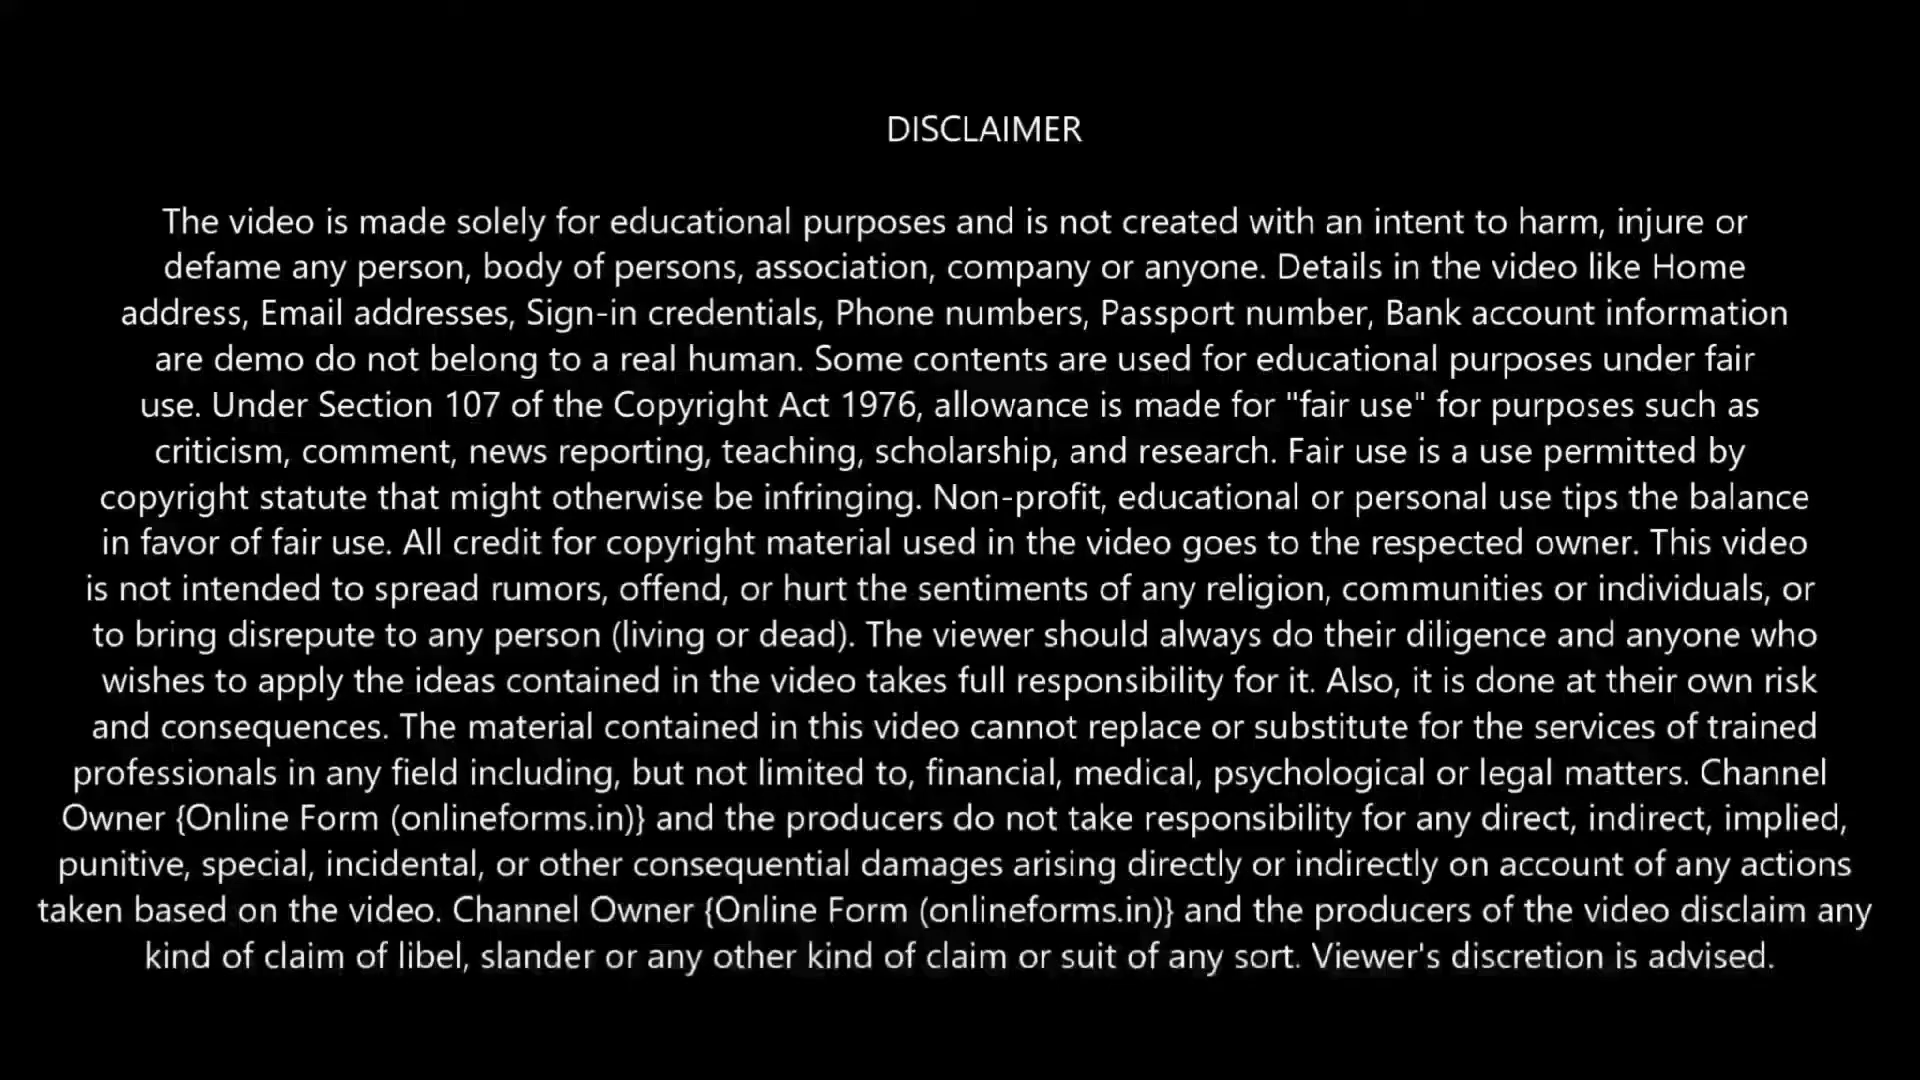 DISCLAIMER
The video is made solely for educational purposes and is not created with an intent to harm, injure or
defame any person, body of persons, association, company or anyone. Details in the video like Home
address, Email addresses, Sign-in credentials, Phone numbers, Passport number, Bank account information
are demo do not belong to a real human. Some contents are used for educational purposes under fair
use. Under Section 107 of the Copyright Act 1976, allowance is made for "fair use" for purposes such as
criticism, comment, news reporting, teaching, scholarship, and research. Fair use is a use permitted by
copyright statute that might otherwise be infringing. Non-profit, educational or personal use tips the balance
in favor of fair use. All credit for copyright material used in the video goes to the respected owner. This video
is not intended to spread rumors, offend, or hurt the sentiments of any religion, communities or individuals, or
to bring disrepute to any person (living or dead). The viewer should always do their diligence and anyone who
wishes to apply the ideas contained in the video takes full responsibility for it. Also, it is done at their own risk
and consequences. The material contained in this video cannot replace or substitute for the services of trained
professionals in any field including, but not limited to, financial, medical, psychological or legal matters. Channel
Owner {Online Form (onlineforms.in)} and the producers do not take responsibility for any direct, indirect, implied,
punitive, special, incidental, or other consequential damages arising directly or indirectly on account of any actions
taken based on the video. Channel Owner {Online Form (onlineforms.in)} and the producers of the video disclaim any
kind of claim of libel, slander or any other kind of claim or suit of any sort. Viewer's discretion is advised.